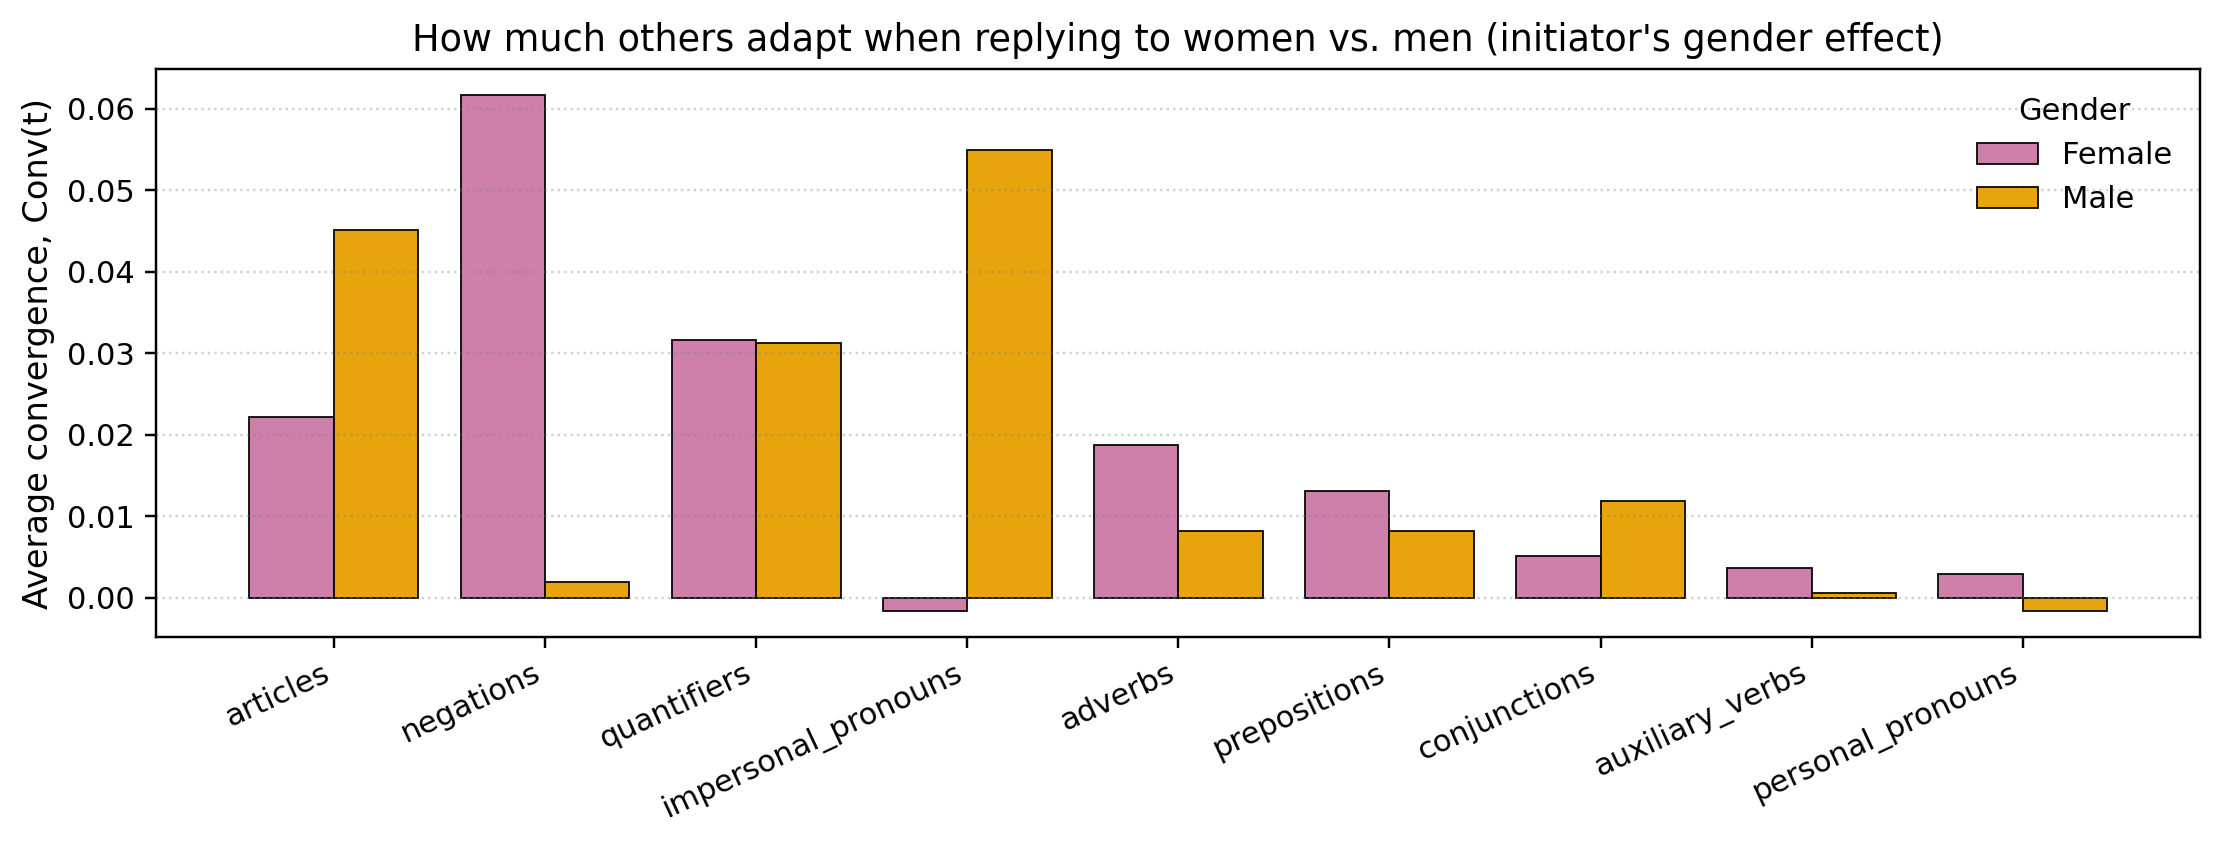 How much others adapt when replying to women vs. men (initiator's gender effect)
Average convergence, Conv(t)
0.06
0.05
0.04
0.03
0.02
0.01
0.00
Gender
Female
Male
articles
negations
quantifiers
impersonal_pronouns
adverbs
prepositions
conjunctions
auxiliary_verbs
personal_pronouns